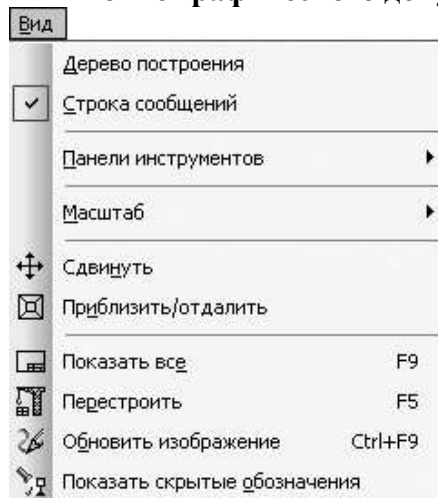 Вид
Дерево построения
Строка сообщений
Панели инструментов
Масштаб
Сдвинуть
Приблизить/отдалить
Показать все F9
Перестроить F5
Обновить изображение Ctrl+F9
Показать скрытые обозначения